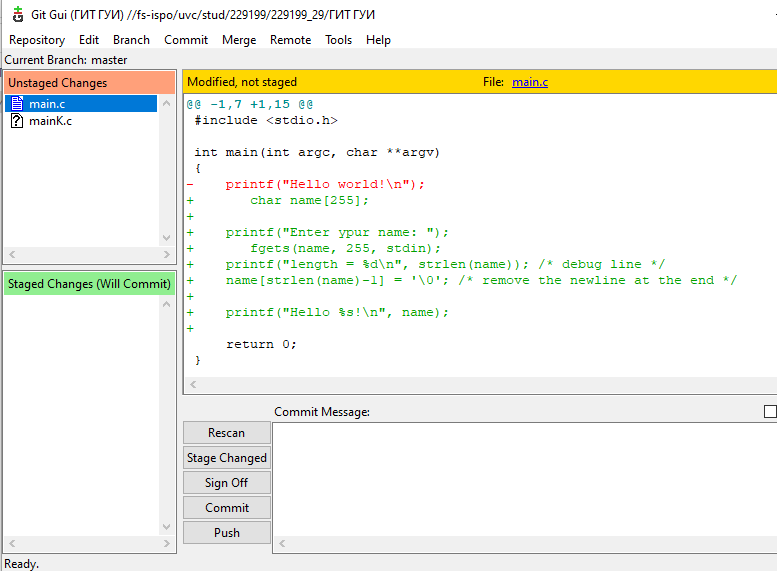 Git Gui (ГИТ ГУИ) //fs-ispo/uvc/stud/229199/229199_29/ГИТ ГУИ
Repository Edit Branch Commit Merge Remote Tools Help
Current Branch: master
Unstaged Changes
main.c
mainK.c
Staged Changes (Will Commit)
Modified, not staged File: main.c
@@ -1,7 +1,15 @@
 #include <stdio.h>
 int main(int argc, char **argv)
 {
-    printf("Hello world!\n");
+       char name[255];
+
+    printf("Enter ypur name: ");
+       fgets(name, 255, stdin);
+    printf("length = %d\n", strlen(name)); /* debug line */
+    name[strlen(name)-1] = '\0'; /* remove the newline at the end */
+
+    printf("Hello %s!\n", name);
+
     return 0;
 }
Commit Message:
Rescan
Stage Changed
Sign Off
Commit
Push
Ready.